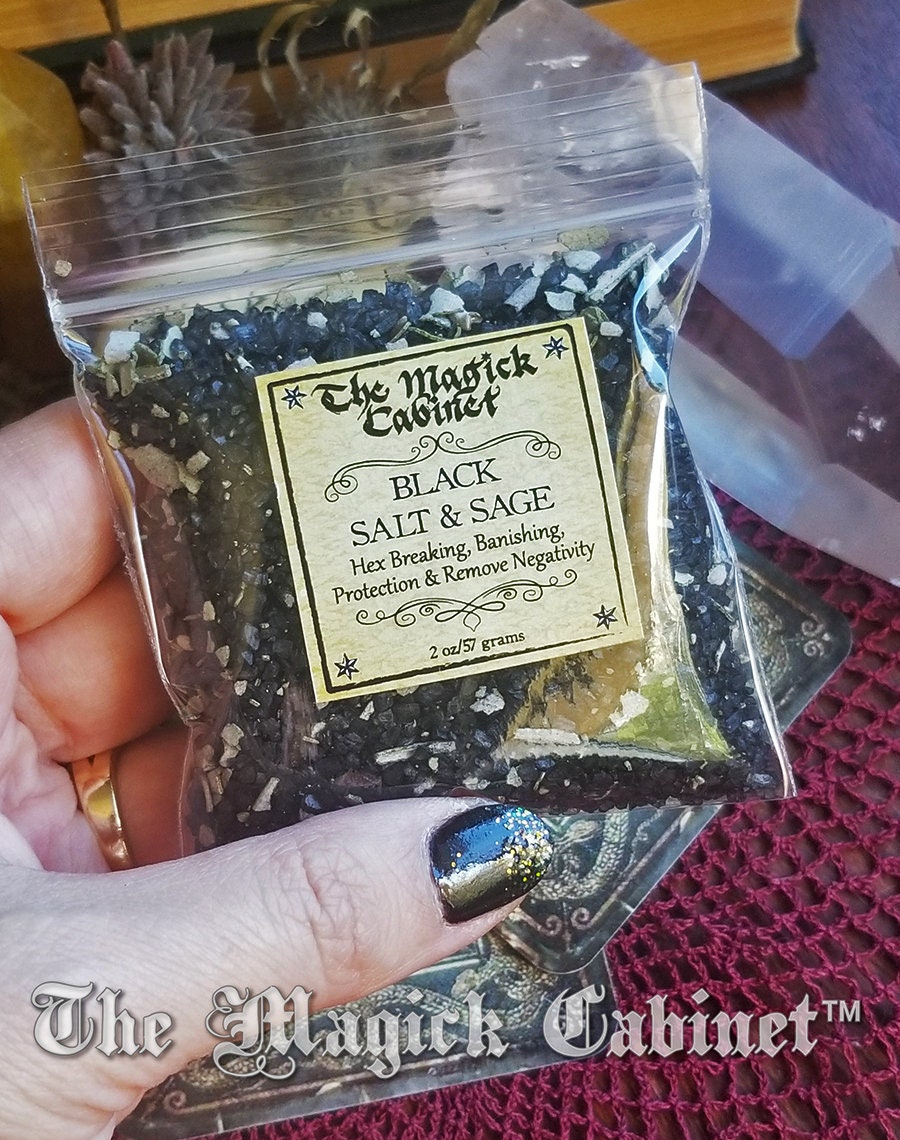 The Magick
Cabinet
BLACK
SALT & SAGE
Hex Breaking, Banishing,
Protection & Remove Negativity
2 oz/57 grams
The Magick Cabinet™